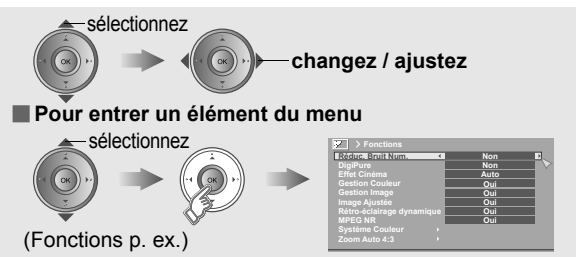 sélectionnez
OK
OK
changez / ajustez
Pour entrer un élément du menu
sélectionnez
OK
OK
(Fonctions p. ex.)
Fonctions
Réduc. Bruit Num. Non
DigiPure Non
Effet Cinéma Auto
Gestion Couleur Oui
Gestion Image Oui
Image Ajustée Oui
Rétro-éclairage dynamique Oui
MPEG NR Oui
Système Couleur
Zoom Auto 4:3